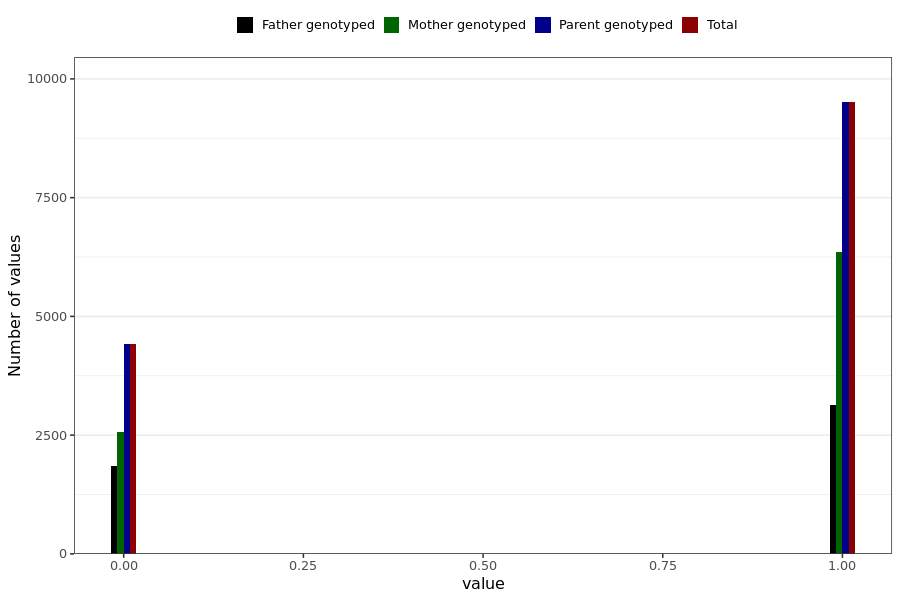 Father genotyped Mother genotyped Parent genotyped Total
10000
7500
5000
2500
0
Number of values
0.00 0.25 0.50 0.75 1.00
value